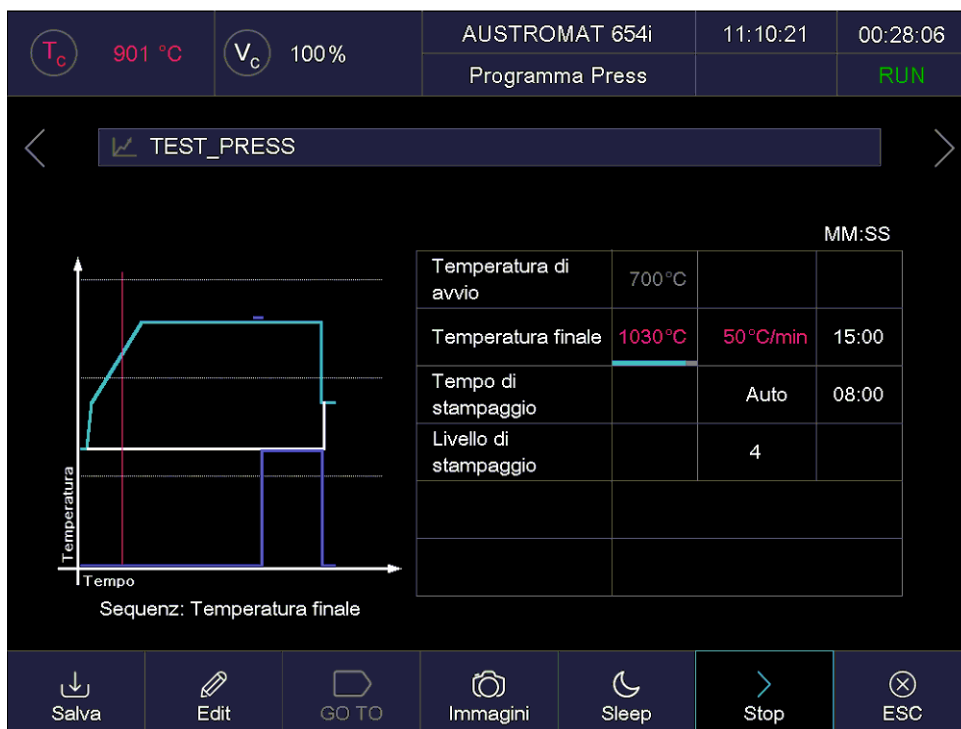 Tc 901 °C Vc 100% AUSTROMAT 654i 11:10:21 00:28:06
Programma Press RUN
TEST_PRESS
MM:SS
Temperatura di
avvio 700°C
Temperatura finale 1030°C 50°C/min 15:00
Tempo di
stampaggio Auto 08:00
Livello di
stampaggio 4
Temperatura
Tempo
Sequenz: Temperatura finale
Salva Edit GO TO Immagini Sleep Stop ESC